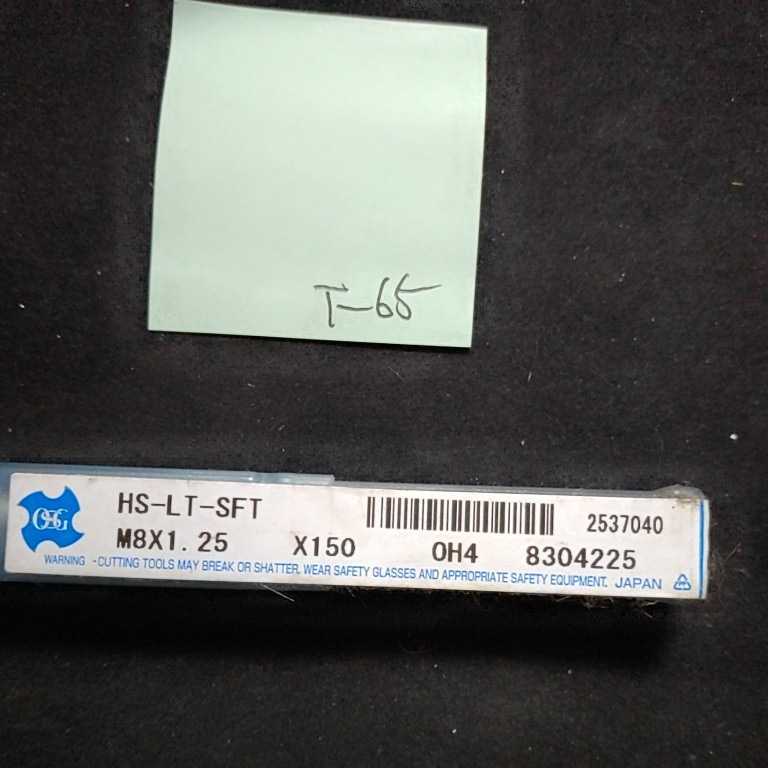 T-65
OSG
HS-LT-SFT 2537040
M8X1.25 X150 OH4 8304225
WARNING -CUTTING TOOLS MAY BREAK OR SHATTER, WEAR SAFETY GLASSES AND APPROPRIATE SAFETY EQUIPMENT. JAPAN